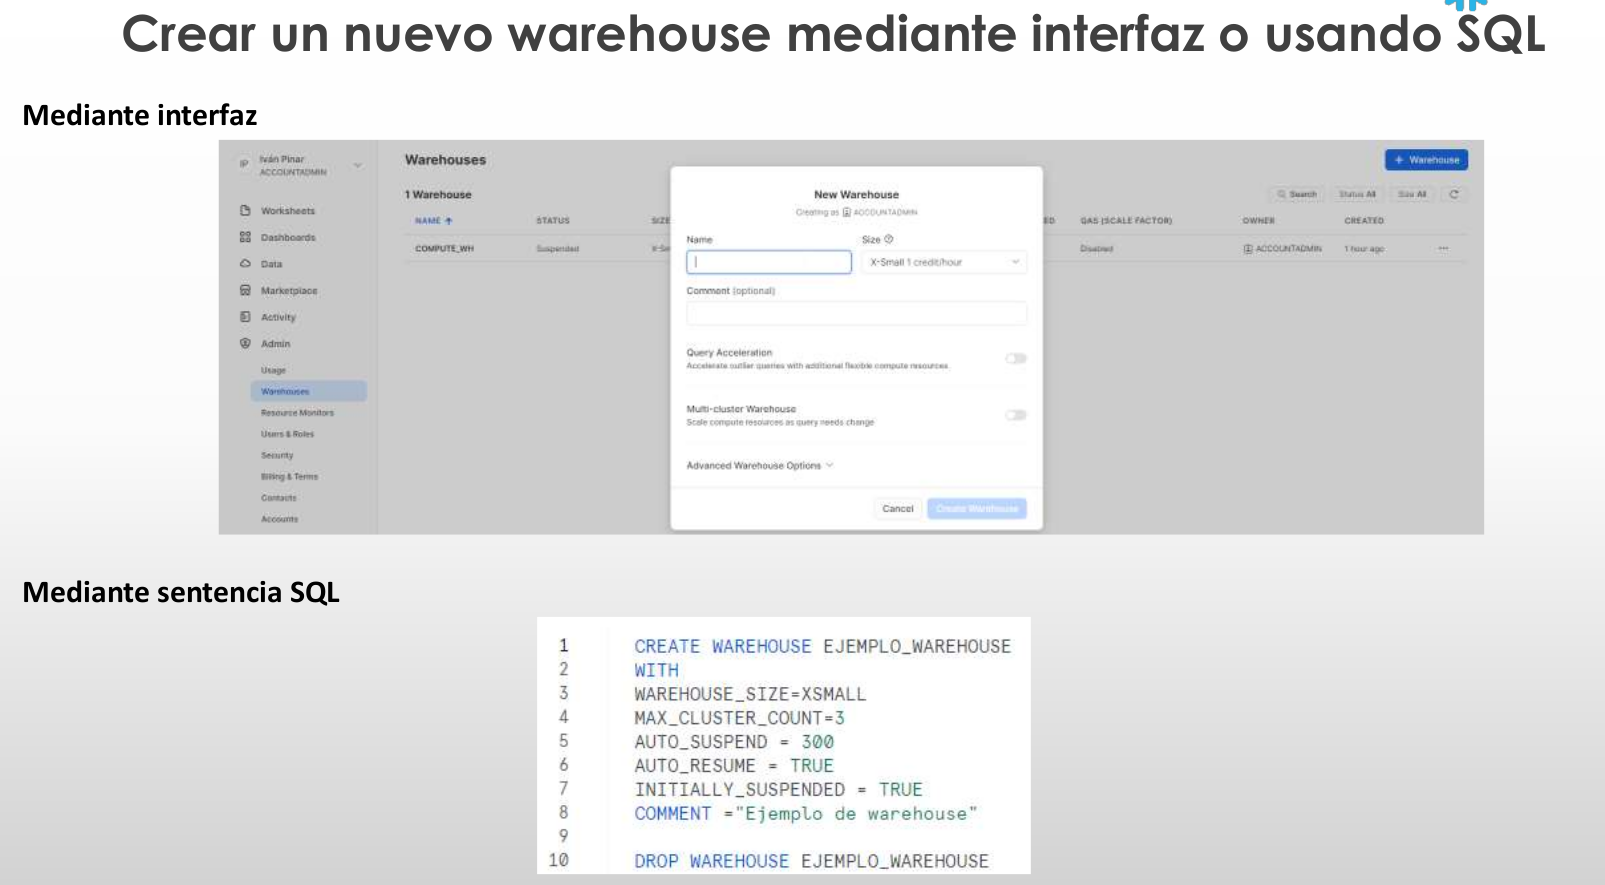 Crear un nuevo warehouse mediante interfaz o usando SQL
Mediante interfaz
IP Iván Pinar
ACCOUNTADMIN
Worksheets
Dashboards
Data
Marketplace
Activity
Admin
Usage
Warehouses
Resource Monitors
Users & Roles
Security
Billing & Terms
Contacts
Accounts
Warehouses
+ Warehouse
1 Warehouse
Search Status All Size All
NAME STATUS SIZE ED QAS (SCALE FACTOR) OWNER CREATED
COMPUTE_WH Suspended X-Sm Disabled ACCOUNTADMIN 1 hour ago ...
New Warehouse
Creating as ACCOUNTADMIN
Name Size
X-Small 1 credit/hour
Comment (optional)
Query Acceleration
Accelerate outlier queries with additional flexible compute resources.
Multi-cluster Warehouse
Scale compute resources as query needs change
Advanced Warehouse Options
Cancel Create Warehouse
Mediante sentencia SQL
1 CREATE WAREHOUSE EJEMPLO_WAREHOUSE
2 WITH
3 WAREHOUSE_SIZE=XSMALL
4 MAX_CLUSTER_COUNT=3
5 AUTO_SUSPEND = 300
6 AUTO_RESUME = TRUE
7 INITIALLY_SUSPENDED = TRUE
8 COMMENT ="Ejemplo de warehouse"
9
10 DROP WAREHOUSE EJEMPLO_WAREHOUSE